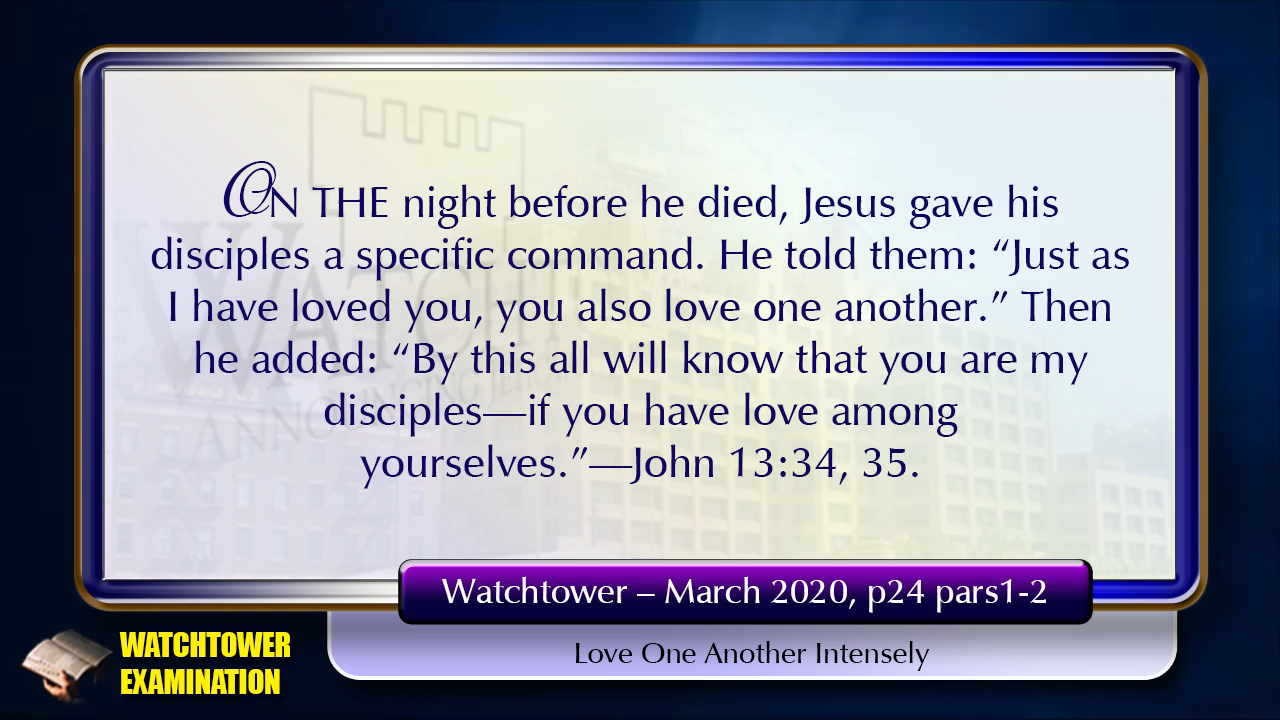 ON THE night before he died, Jesus gave his
disciples a specific command. He told them: “Just as
I have loved you, you also love one another.” Then
he added: “By this all will know that you are my
disciples—if you have love among
yourselves.”—John 13:34, 35.
WATCH
ANNOUNCING JEHO
Watchtower – March 2020, p24 pars1-2
Love One Another Intensely
WATCHTOWER
EXAMINATION